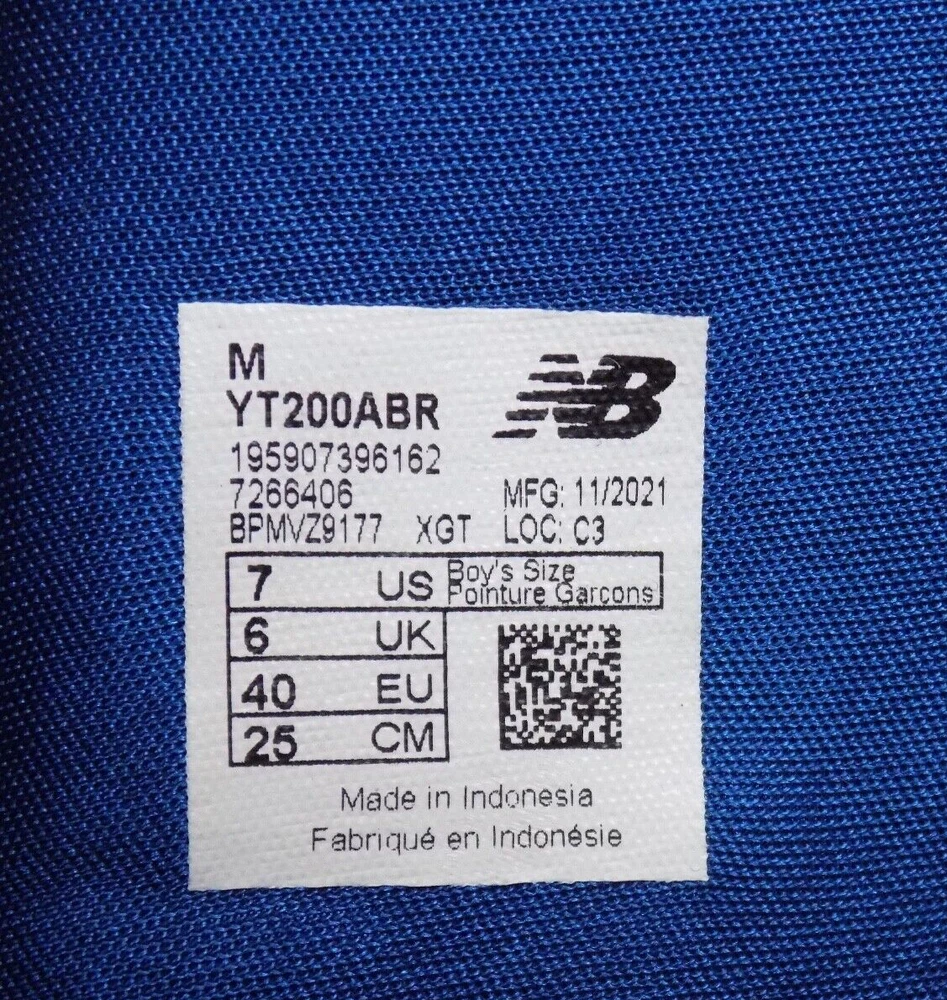 M
YT200ABR
NB
195907396162
7266406 MFG: 11/2021
BPMVZ9177 XGT LOC: C3
7 US Boy's Size
Pointure Garcons
6 UK
40 EU
25 CM
Made in Indonesia
Fabriqué en Indonésie